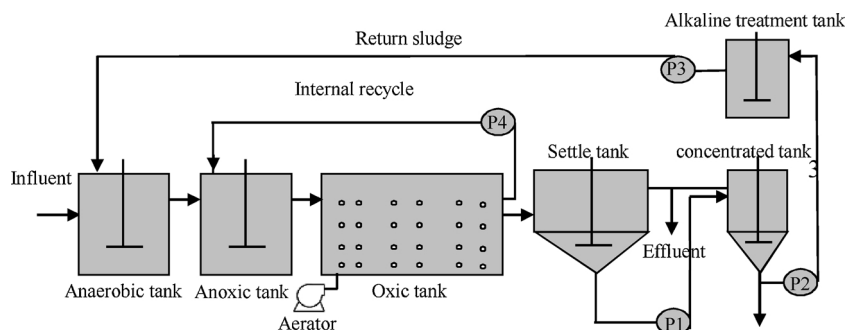 Alkaline treatment tank
Return sludge
P3
Internal recycle
P4
Settle tank
concentrated tank
3
Influent
Effluent
Anaerobic tank
Anoxic tank
Oxic tank
P2
Aerator
P1